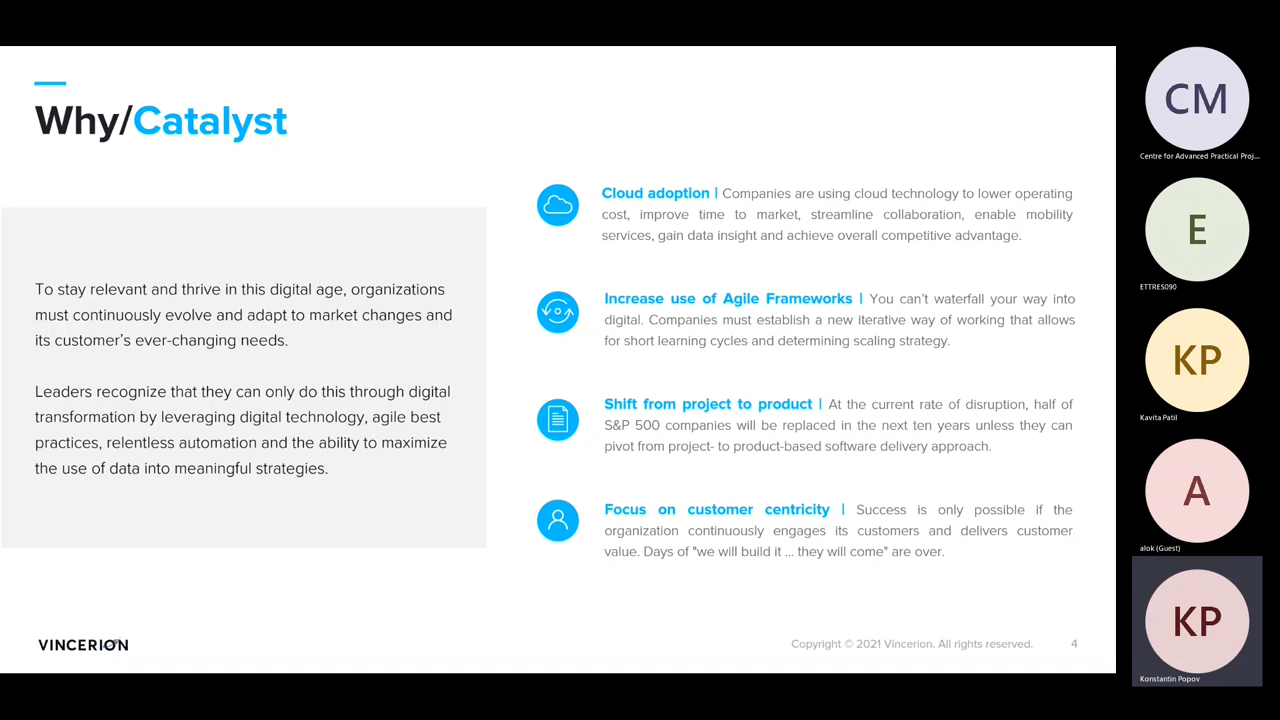 Why/Catalyst
To stay relevant and thrive in this digital age, organizations
must continuously evolve and adapt to market changes and
its customer's ever-changing needs.
Leaders recognize that they can only do this through digital
transformation by leveraging digital technology, agile best
practices, relentless automation and the ability to maximize
the use of data into meaningful strategies.
Cloud adoption | Companies are using cloud technology to lower operating
cost, improve time to market, streamline collaboration, enable mobility
services, gain data insight and achieve overall competitive advantage.
Increase use of Agile Frameworks | You can't waterfall your way into
digital. Companies must establish a new iterative way of working that allows
for short learning cycles and determining scaling strategy.
Shift from project to product | At the current rate of disruption, half of
S&P 500 companies will be replaced in the next ten years unless they can
pivot from project- to product-based software delivery approach.
Focus on customer centricity | Success is only possible if the
organization continuously engages its customers and delivers customer
value. Days of "we will build it ... they will come" are over.
VINCERION
Copyright © 2021 Vincerion. All rights reserved.
4
CM
Centre for Advanced Practical Proj...
E
ETTRES090
KP
Kavita Patil
A
alok (Guest)
KP
Konstantin Popov